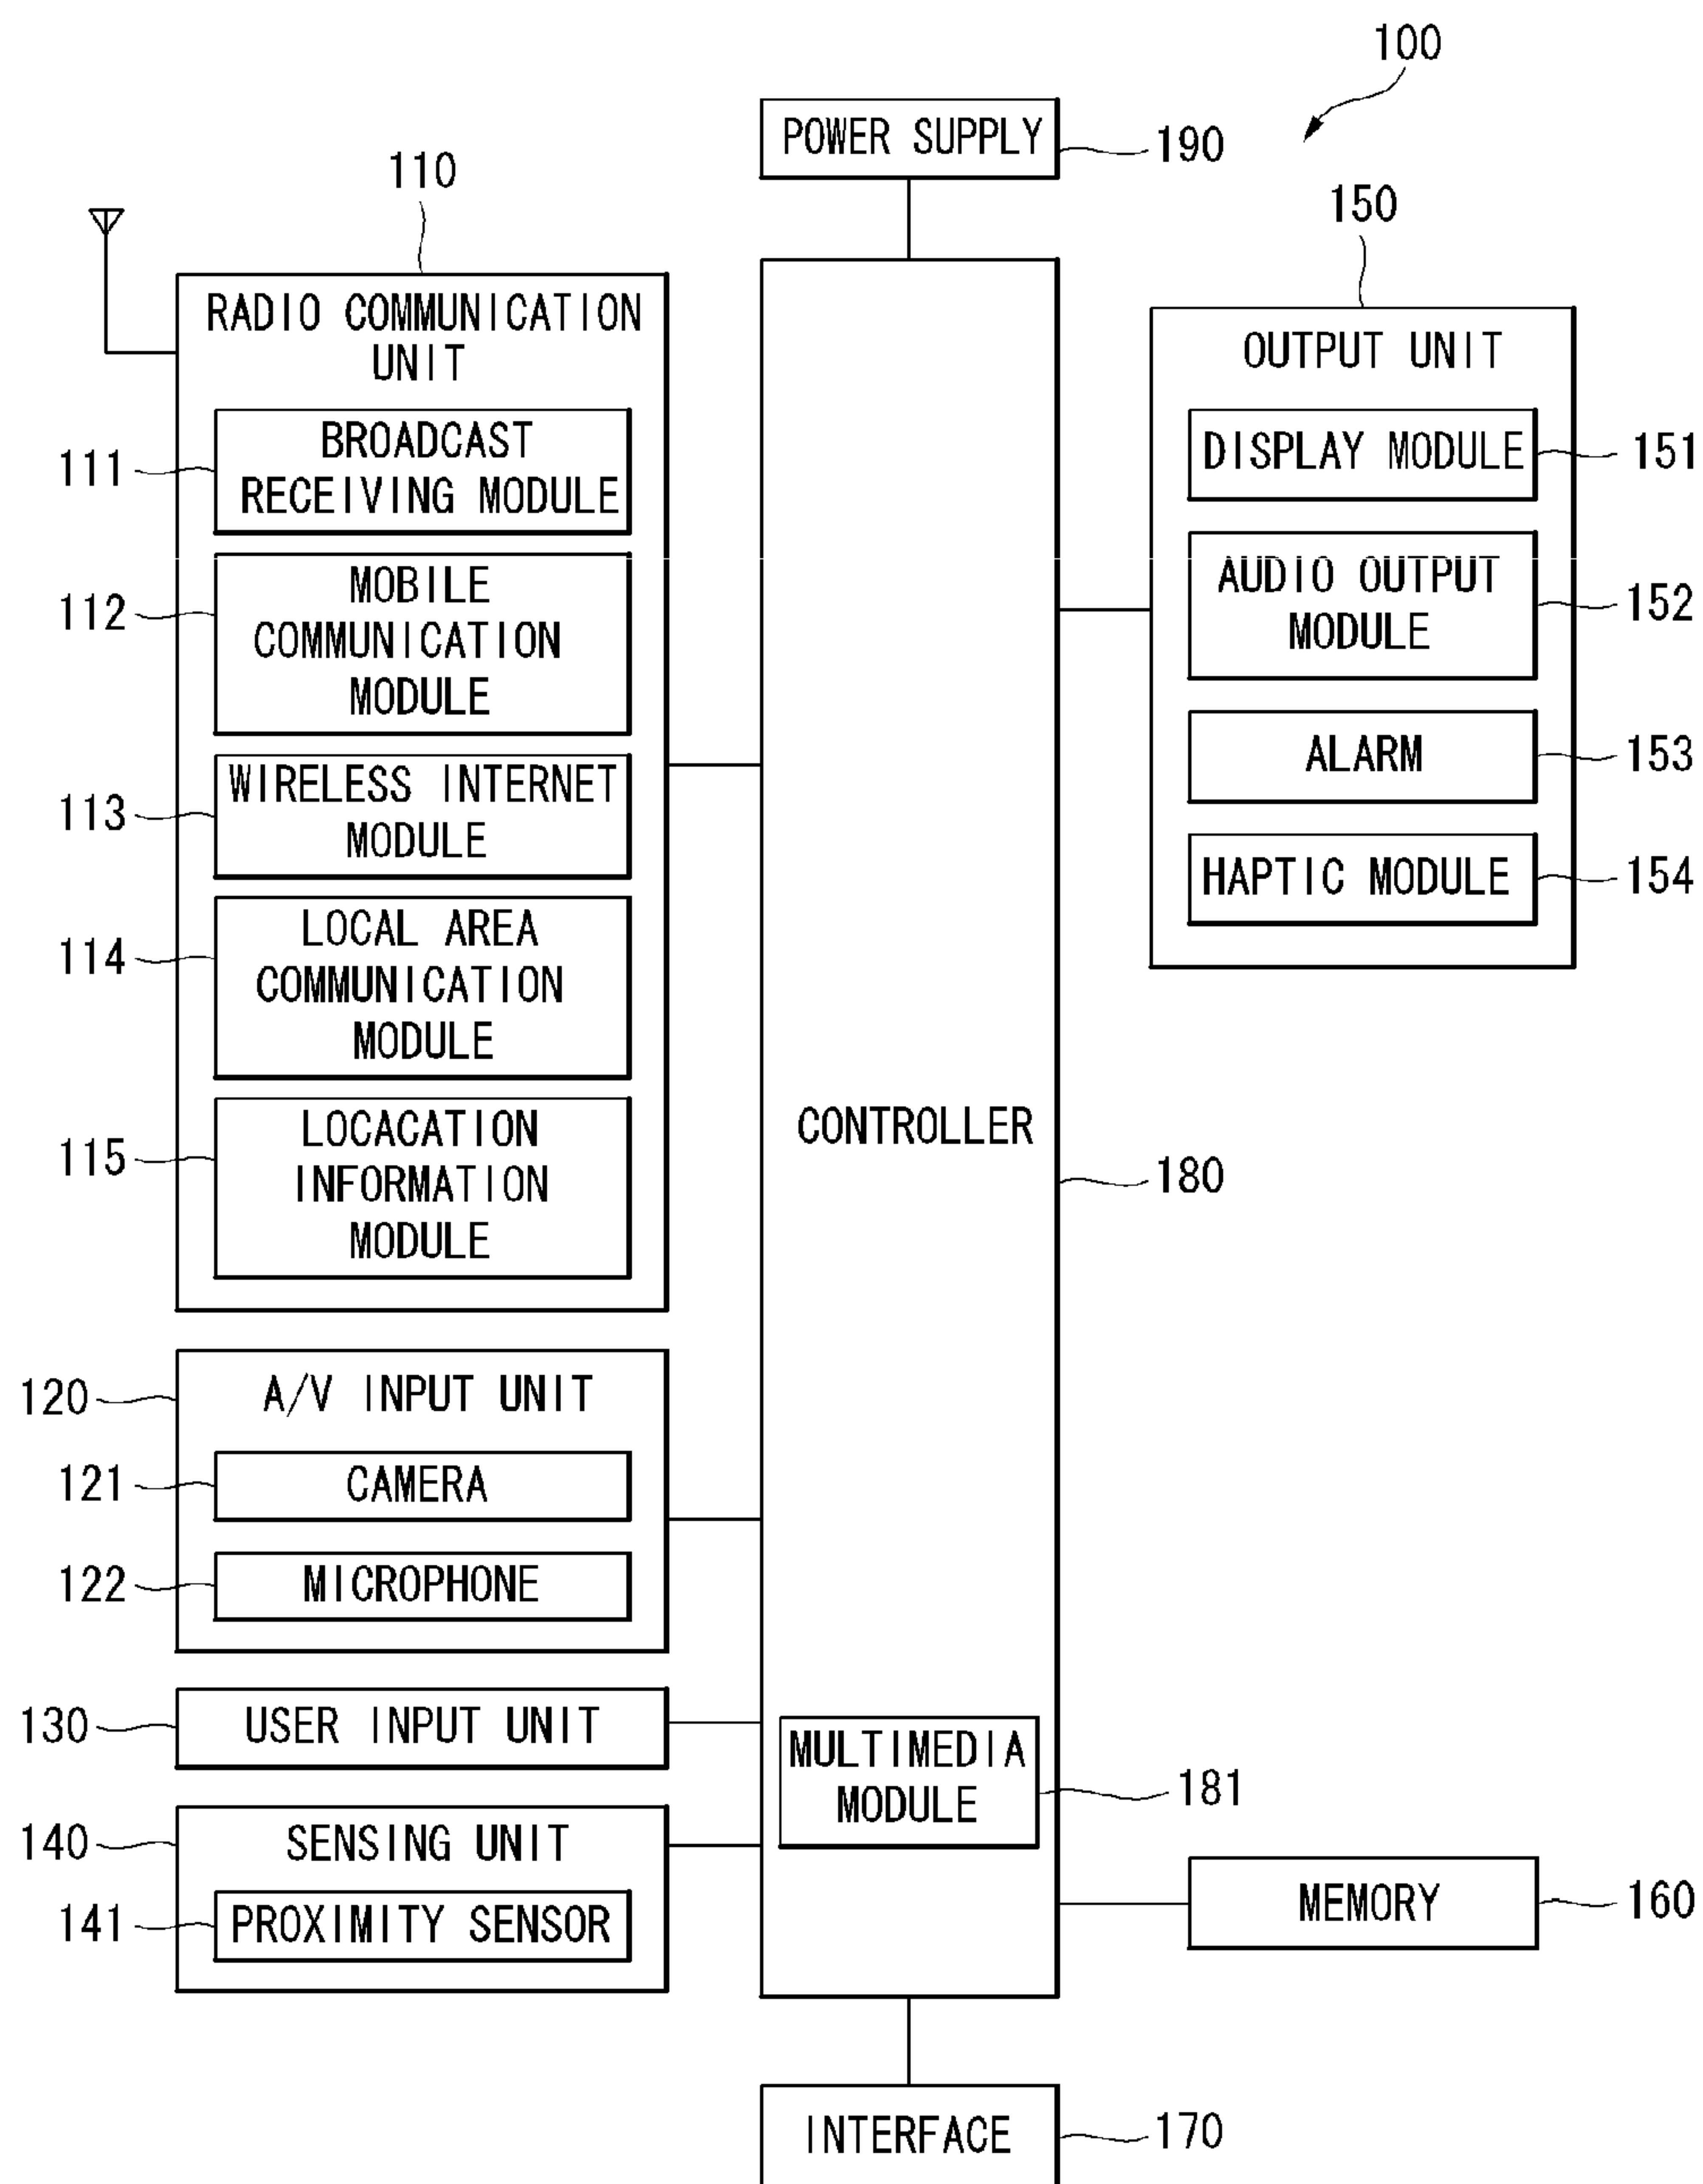 100
POWER SUPPLY
190
110
150
RADIO COMMUNICATION
UNIT
111
BROADCAST
RECEIVING MODULE
112
MOBILE
COMMUNICATION
MODULE
113
WIRELESS INTERNET
MODULE
114
LOCAL AREA
COMMUNICATION
MODULE
115
LOCACATION
INFORMATION
MODULE
120
A/V INPUT UNIT
121
CAMERA
122
MICROPHONE
130
USER INPUT UNIT
140
SENSING UNIT
141
PROXIMITY SENSOR
CONTROLLER
180
MULTIMEDIA
MODULE
181
OUTPUT UNIT
DISPLAY MODULE
151
AUDIO OUTPUT
MODULE
152
ALARM
153
HAPTIC MODULE
154
MEMORY
160
INTERFACE
170